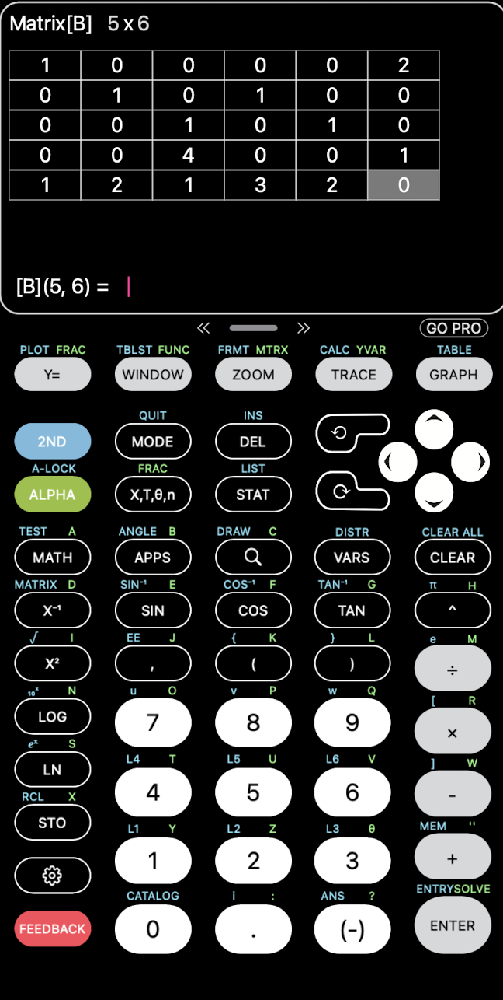 Matrix[B] 5 x 6
1 0 0 0 0 2
0 1 0 1 0 0
0 0 1 0 1 0
0 0 4 0 0 1
1 2 1 3 2 0
[B](5, 6) =
GO PRO
PLOT FRAC TBLST FUNC FRMT MTRX CALC YVAR TABLE
Y= WINDOW ZOOM TRACE GRAPH
QUIT INS
2ND MODE DEL
A-LOCK FRAC LIST
ALPHA X,T,θ,n STAT
TEST A ANGLE B DRAW C DISTR CLEAR ALL
MATH APPS VARS CLEAR
MATRIX D SIN⁻¹ E COS⁻¹ F TAN⁻¹ G π H
X⁻¹ SIN COS TAN ^
√ I EE J { K } L e M
X² , ( ) ÷
10ˣ N u O v P w Q [ R
LOG 7 8 9 ×
eˣ S L4 T L5 U L6 V ] W
LN 4 5 6 -
RCL X L1 Y L2 Z L3 θ MEM "
STO 1 2 3 +
CATALOG i : ANS ? ENTRY SOLVE
FEEDBACK 0 . (-) ENTER